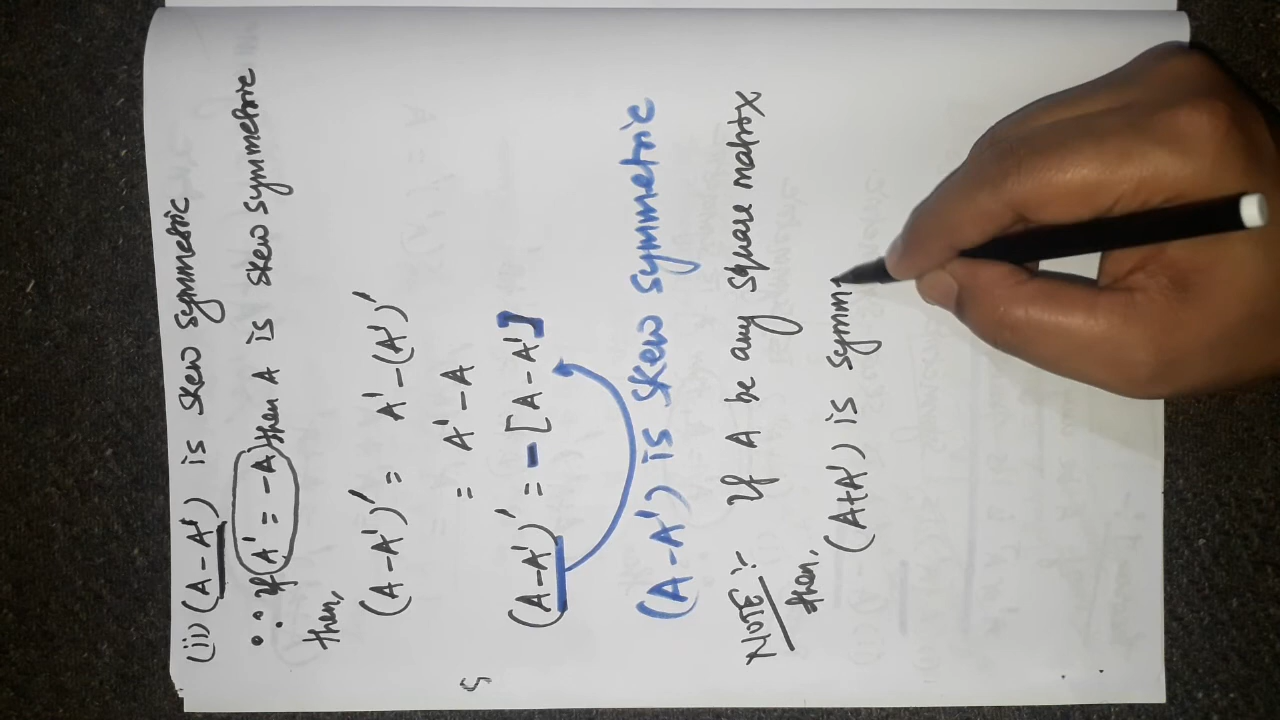 (ii) (A - A') is skew symmetric
∵ if A' = -A then A is skew symmetric
then,
(A - A')' = A' - (A')'
= A' - A
(A - A')' = - [A - A']
(A - A') is skew symmetric
NOTE :- If A be any square matrix
then,
(A+A') is symm